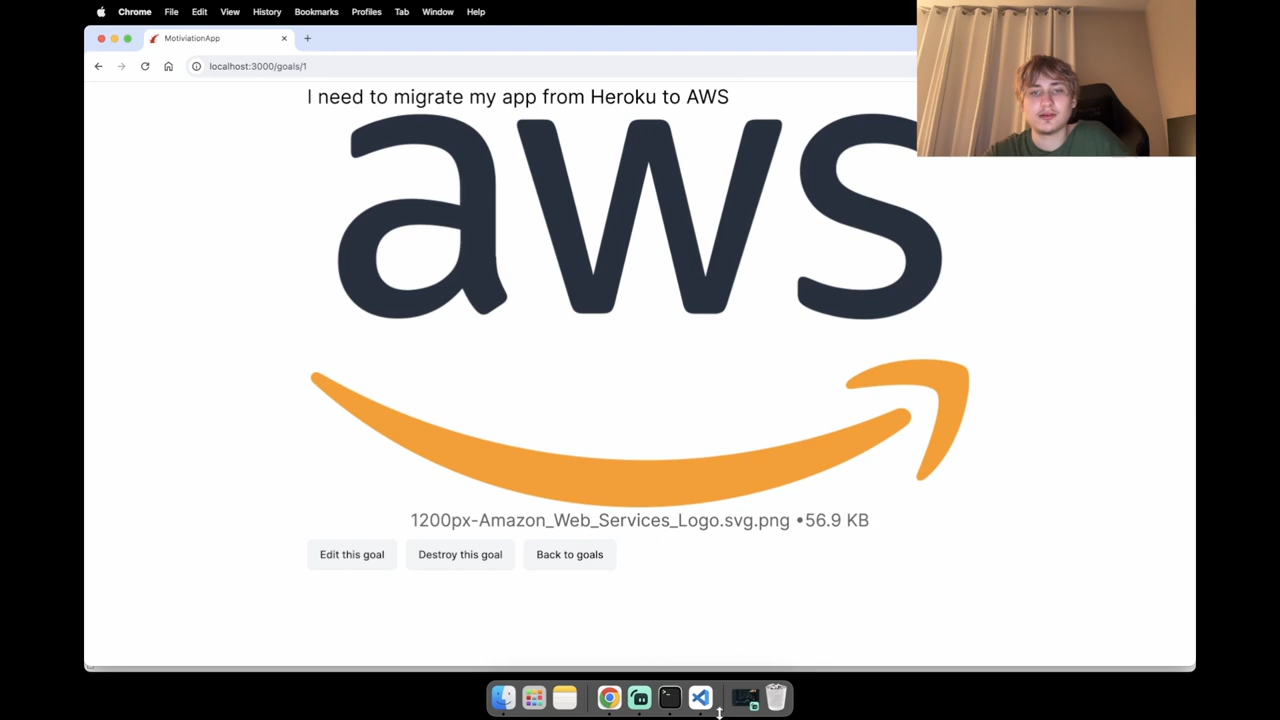 Chrome File Edit View History Bookmarks Profiles Tab Window Help
MotiviationApp
localhost:3000/goals/1
I need to migrate my app from Heroku to AWS
aws
1200px-Amazon_Web_Services_Logo.svg.png •56.9 KB
Edit this goal Destroy this goal Back to goals